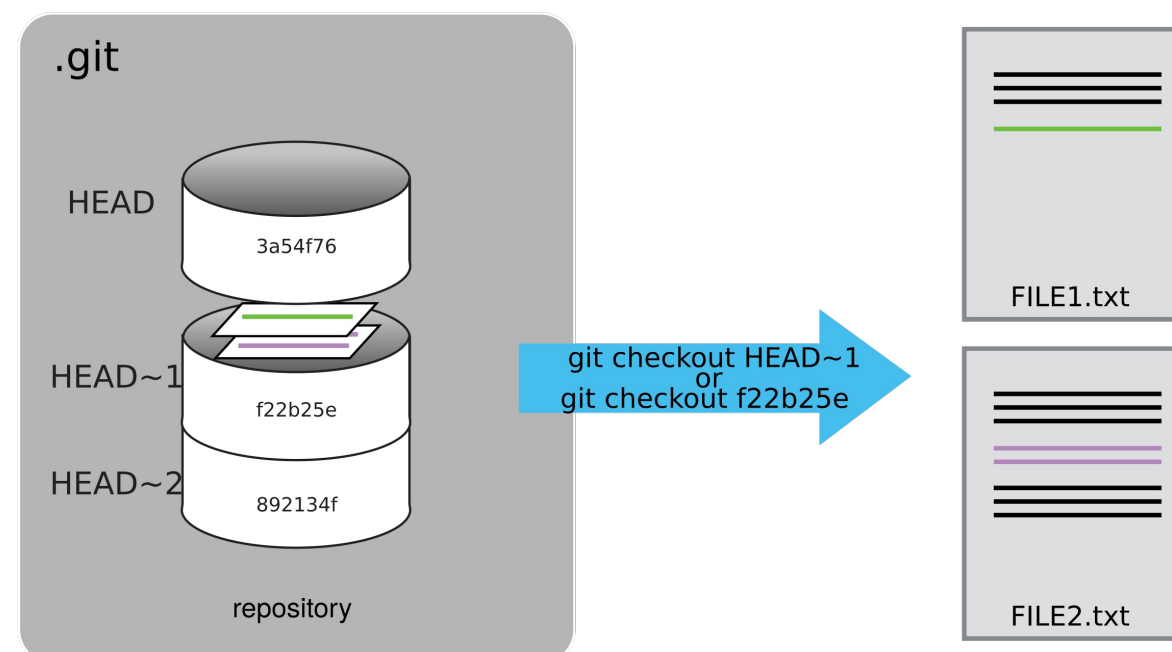 .git
HEAD
3a54f76
HEAD~1
f22b25e
HEAD~2
892134f
repository
git checkout HEAD~1
or
git checkout f22b25e
FILE1.txt
FILE2.txt